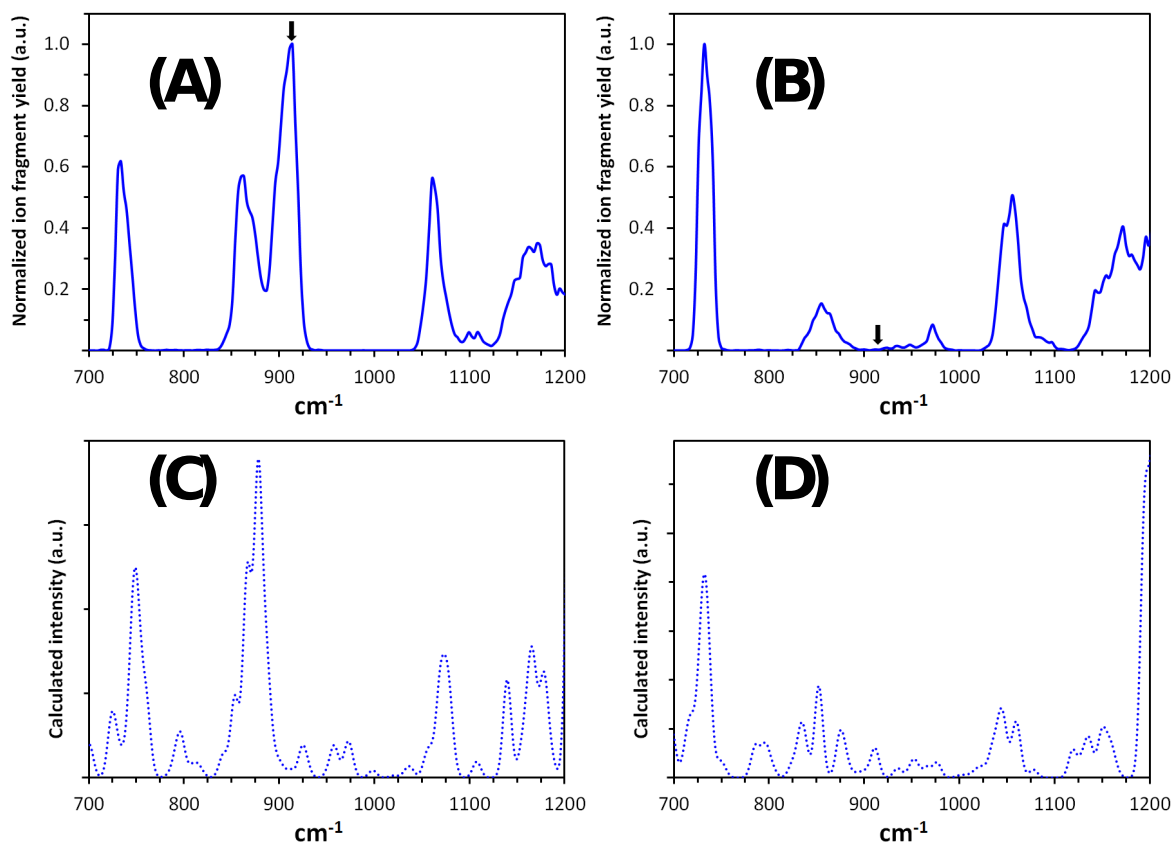 (A)
Normalized ion fragment yield (a.u.)
1.0
0.8
0.6
0.4
0.2
700 800 900 1000 1100 1200
cm-1
(B)
Normalized ion fragment yield (a.u.)
1.0
0.8
0.6
0.4
0.2
700 800 900 1000 1100 1200
cm-1
(C)
Calculated intensity (a.u.)
700 800 900 1000 1100 1200
cm-1
(D)
Calculated intensity (a.u.)
700 800 900 1000 1100 1200
cm-1